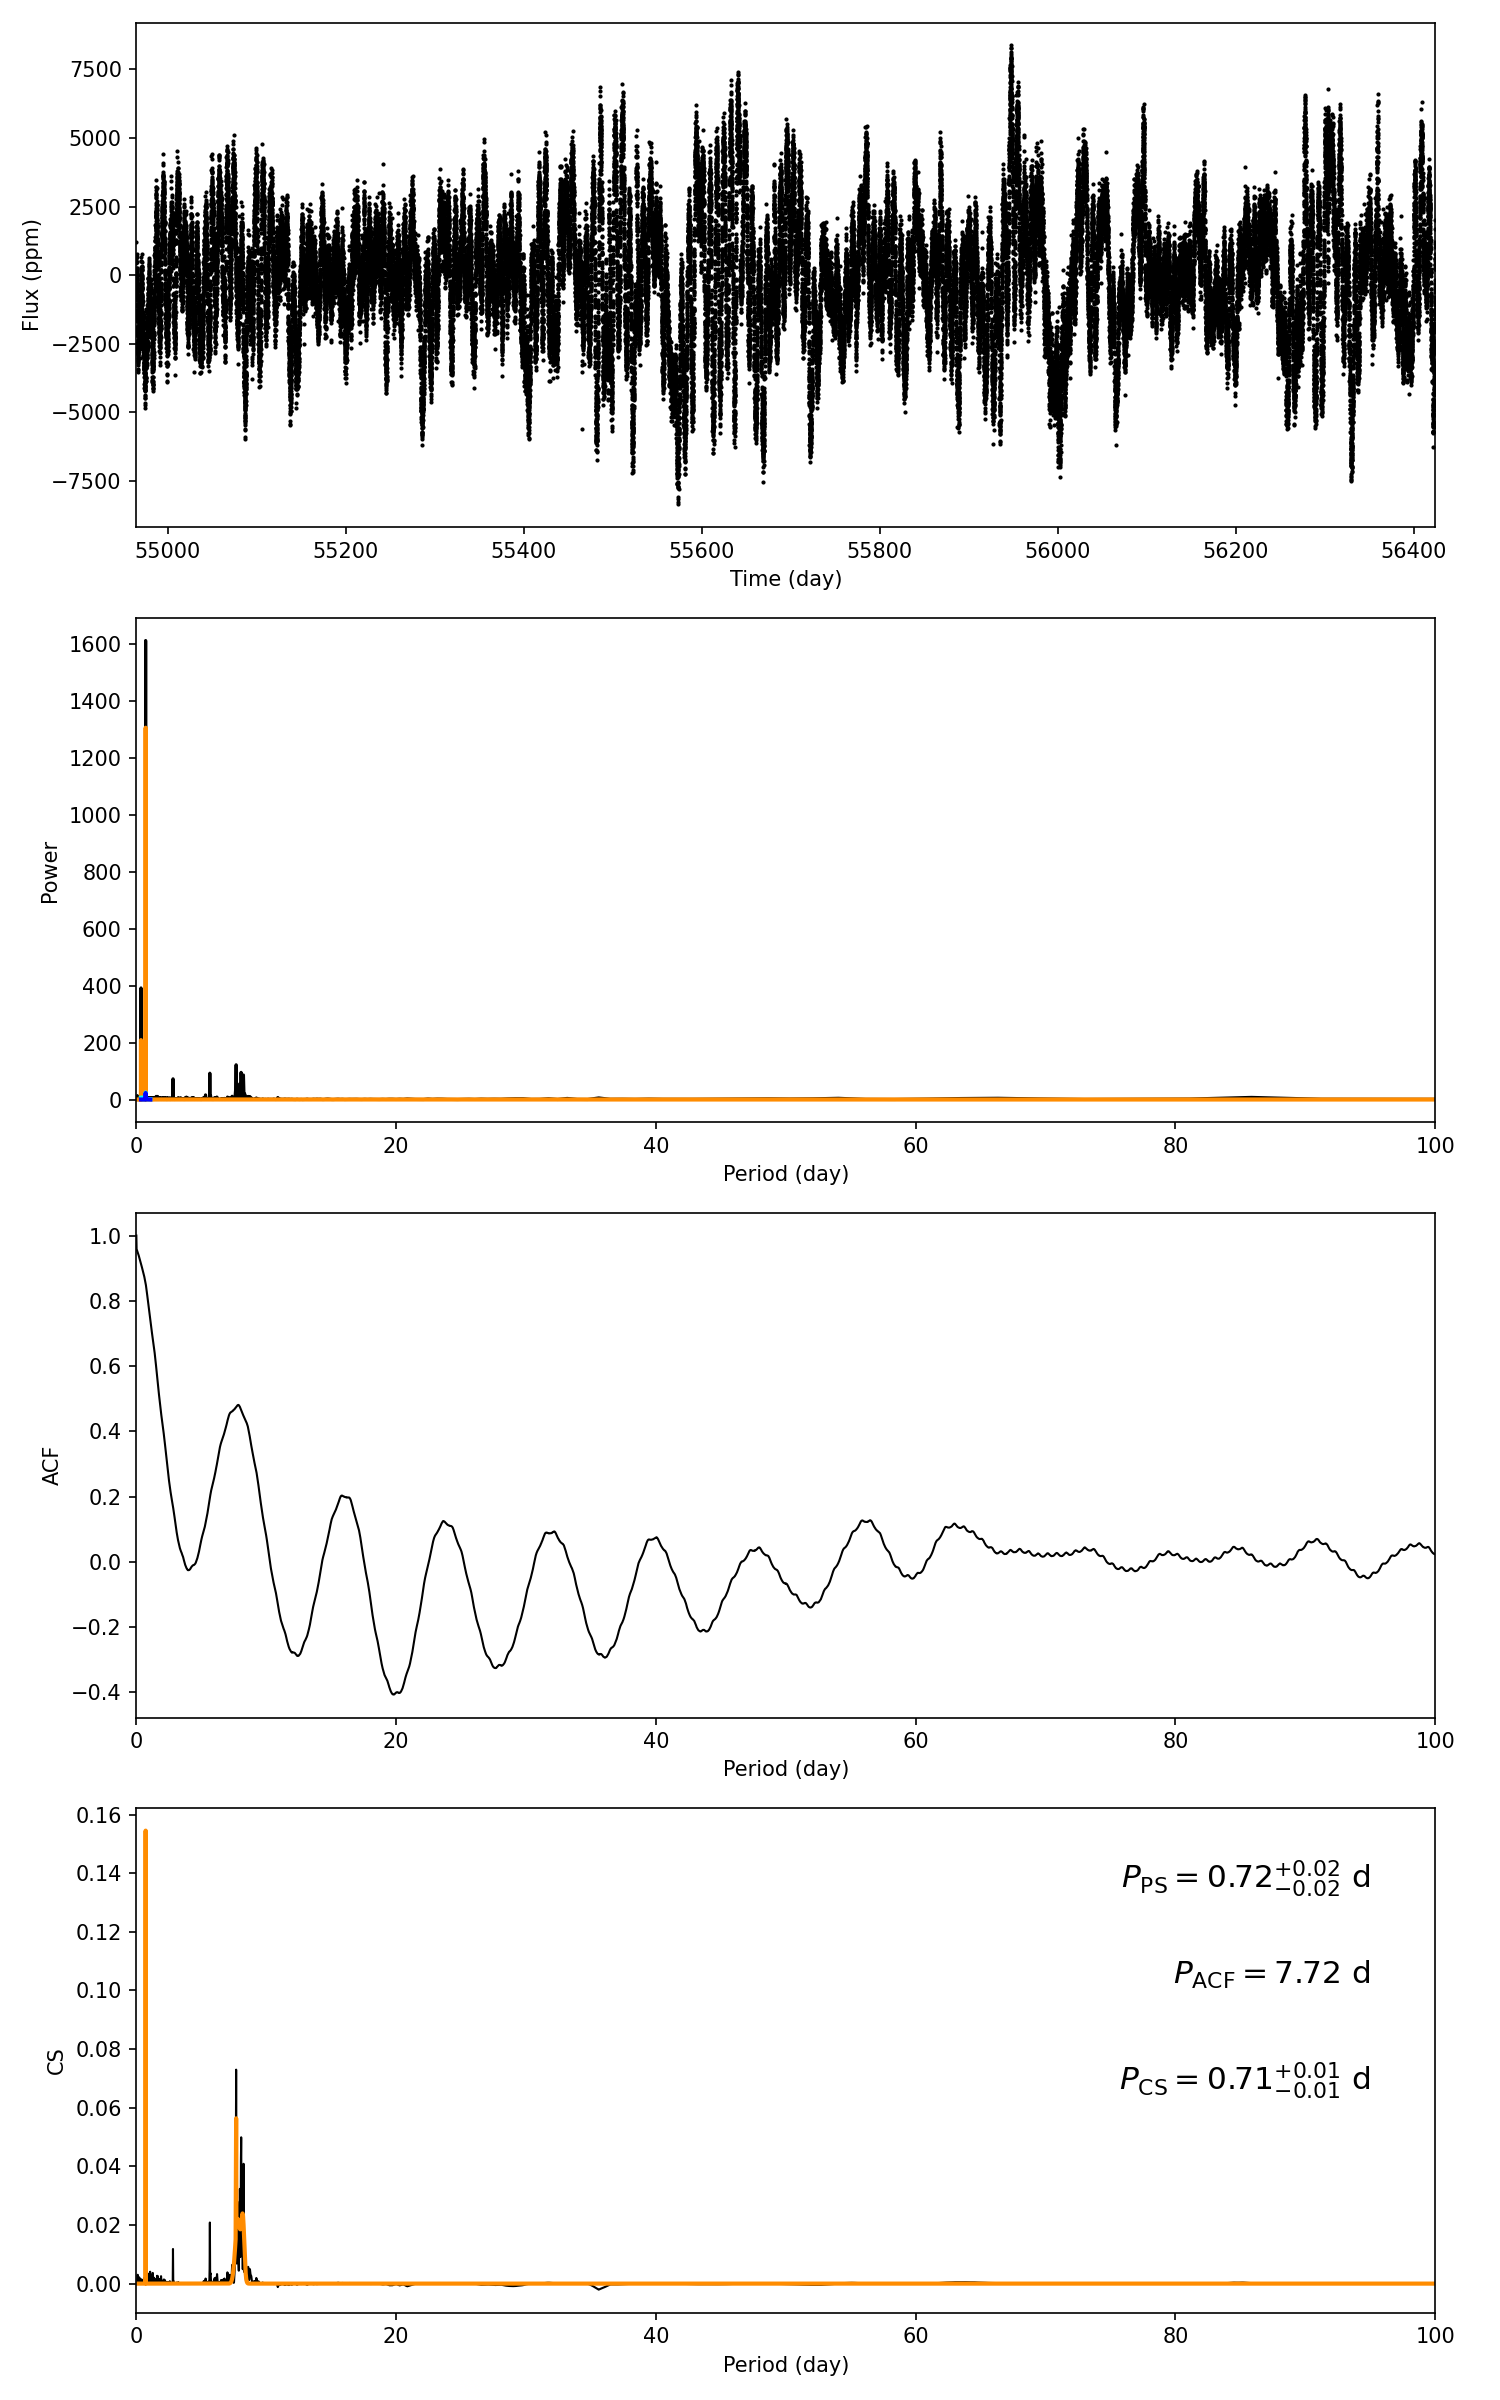 7500
5000
2500
0
−2500
−5000
−7500
Flux (ppm)
55000 55200 55400 55600 55800 56000 56200 56400
Time (day)
1600
1400
1200
1000
800
600
400
200
0
Power
0 20 40 60 80 100
Period (day)
1.0
0.8
0.6
0.4
0.2
0.0
−0.2
−0.4
ACF
0 20 40 60 80 100
Period (day)
0.16
0.14
0.12
0.10
0.08
0.06
0.04
0.02
0.00
CS
P_PS = 0.72^{+0.02}_{−0.02} d
P_ACF = 7.72 d
P_CS = 0.71^{+0.01}_{−0.01} d
0 20 40 60 80 100
Period (day)